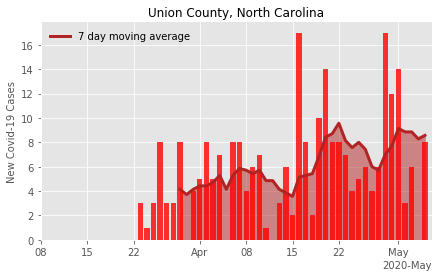 Union County, North Carolina
7 day moving average
New Covid-19 Cases
16
14
12
10
8
6
4
2
0
08 15 22 Apr 08 15 22 May
2020-May